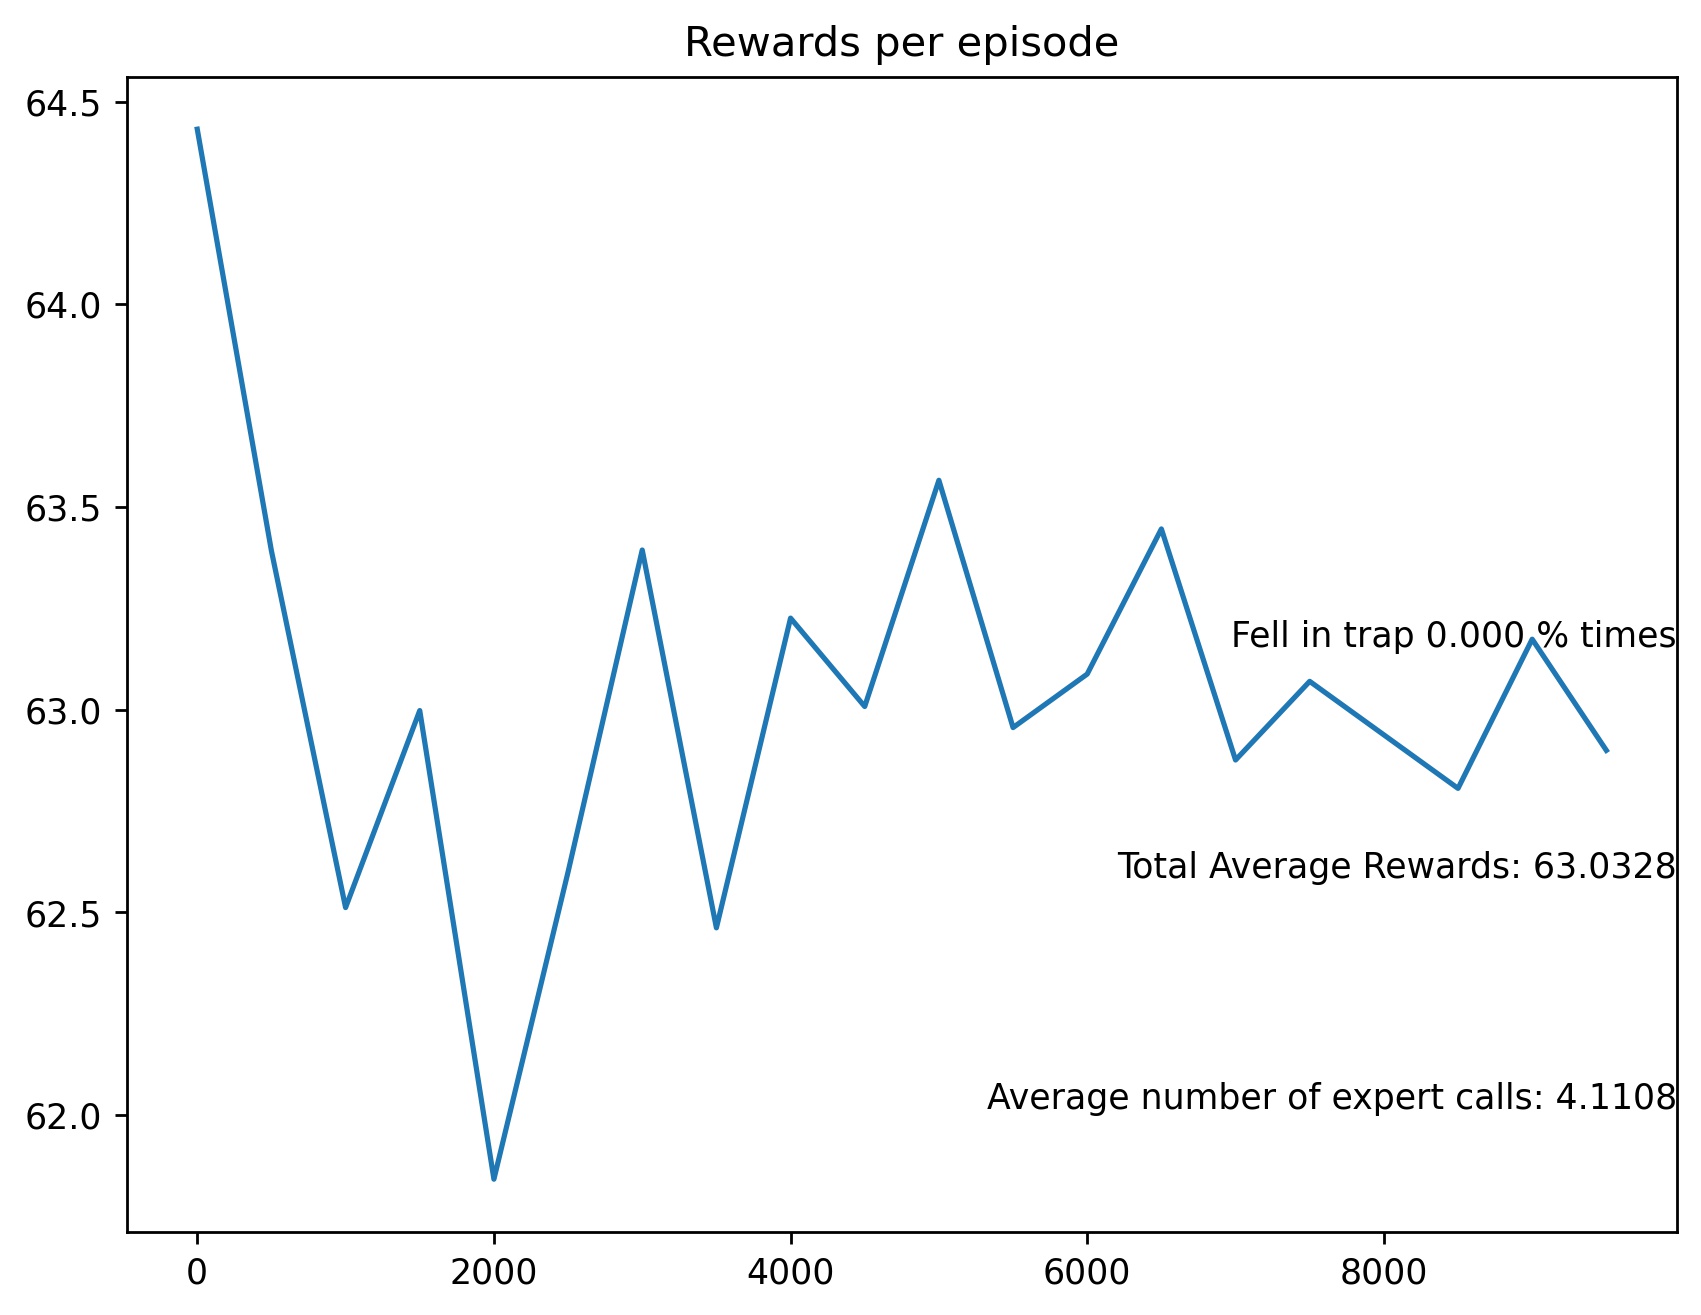 Rewards per episode
64.5
64.0
63.5
63.0
62.5
62.0
Fell in trap 0.000 % times
Total Average Rewards: 63.0328
Average number of expert calls: 4.1108
0 2000 4000 6000 8000